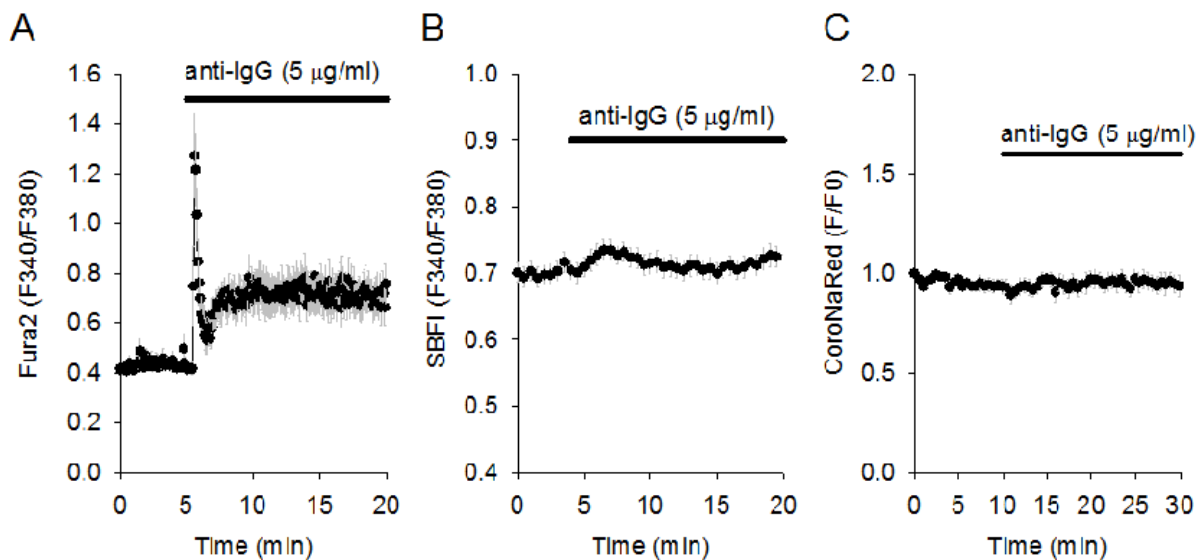 A
B
C
anti-IgG (5 μg/ml)
Fura2 (F340/F380)
1.6
1.4
1.2
1.0
0.8
0.6
0.4
0.2
0.0
0 5 10 15 20
Time (min)
anti-IgG (5 μg/ml)
SBFI (F340/F380)
1.0
0.9
0.8
0.7
0.6
0.5
0.4
0 5 10 15 20
Time (min)
anti-IgG (5 μg/ml)
CoroNaRed (F/F0)
2.0
1.5
1.0
0.5
0.0
0 5 10 15 20 25 30
Time (min)